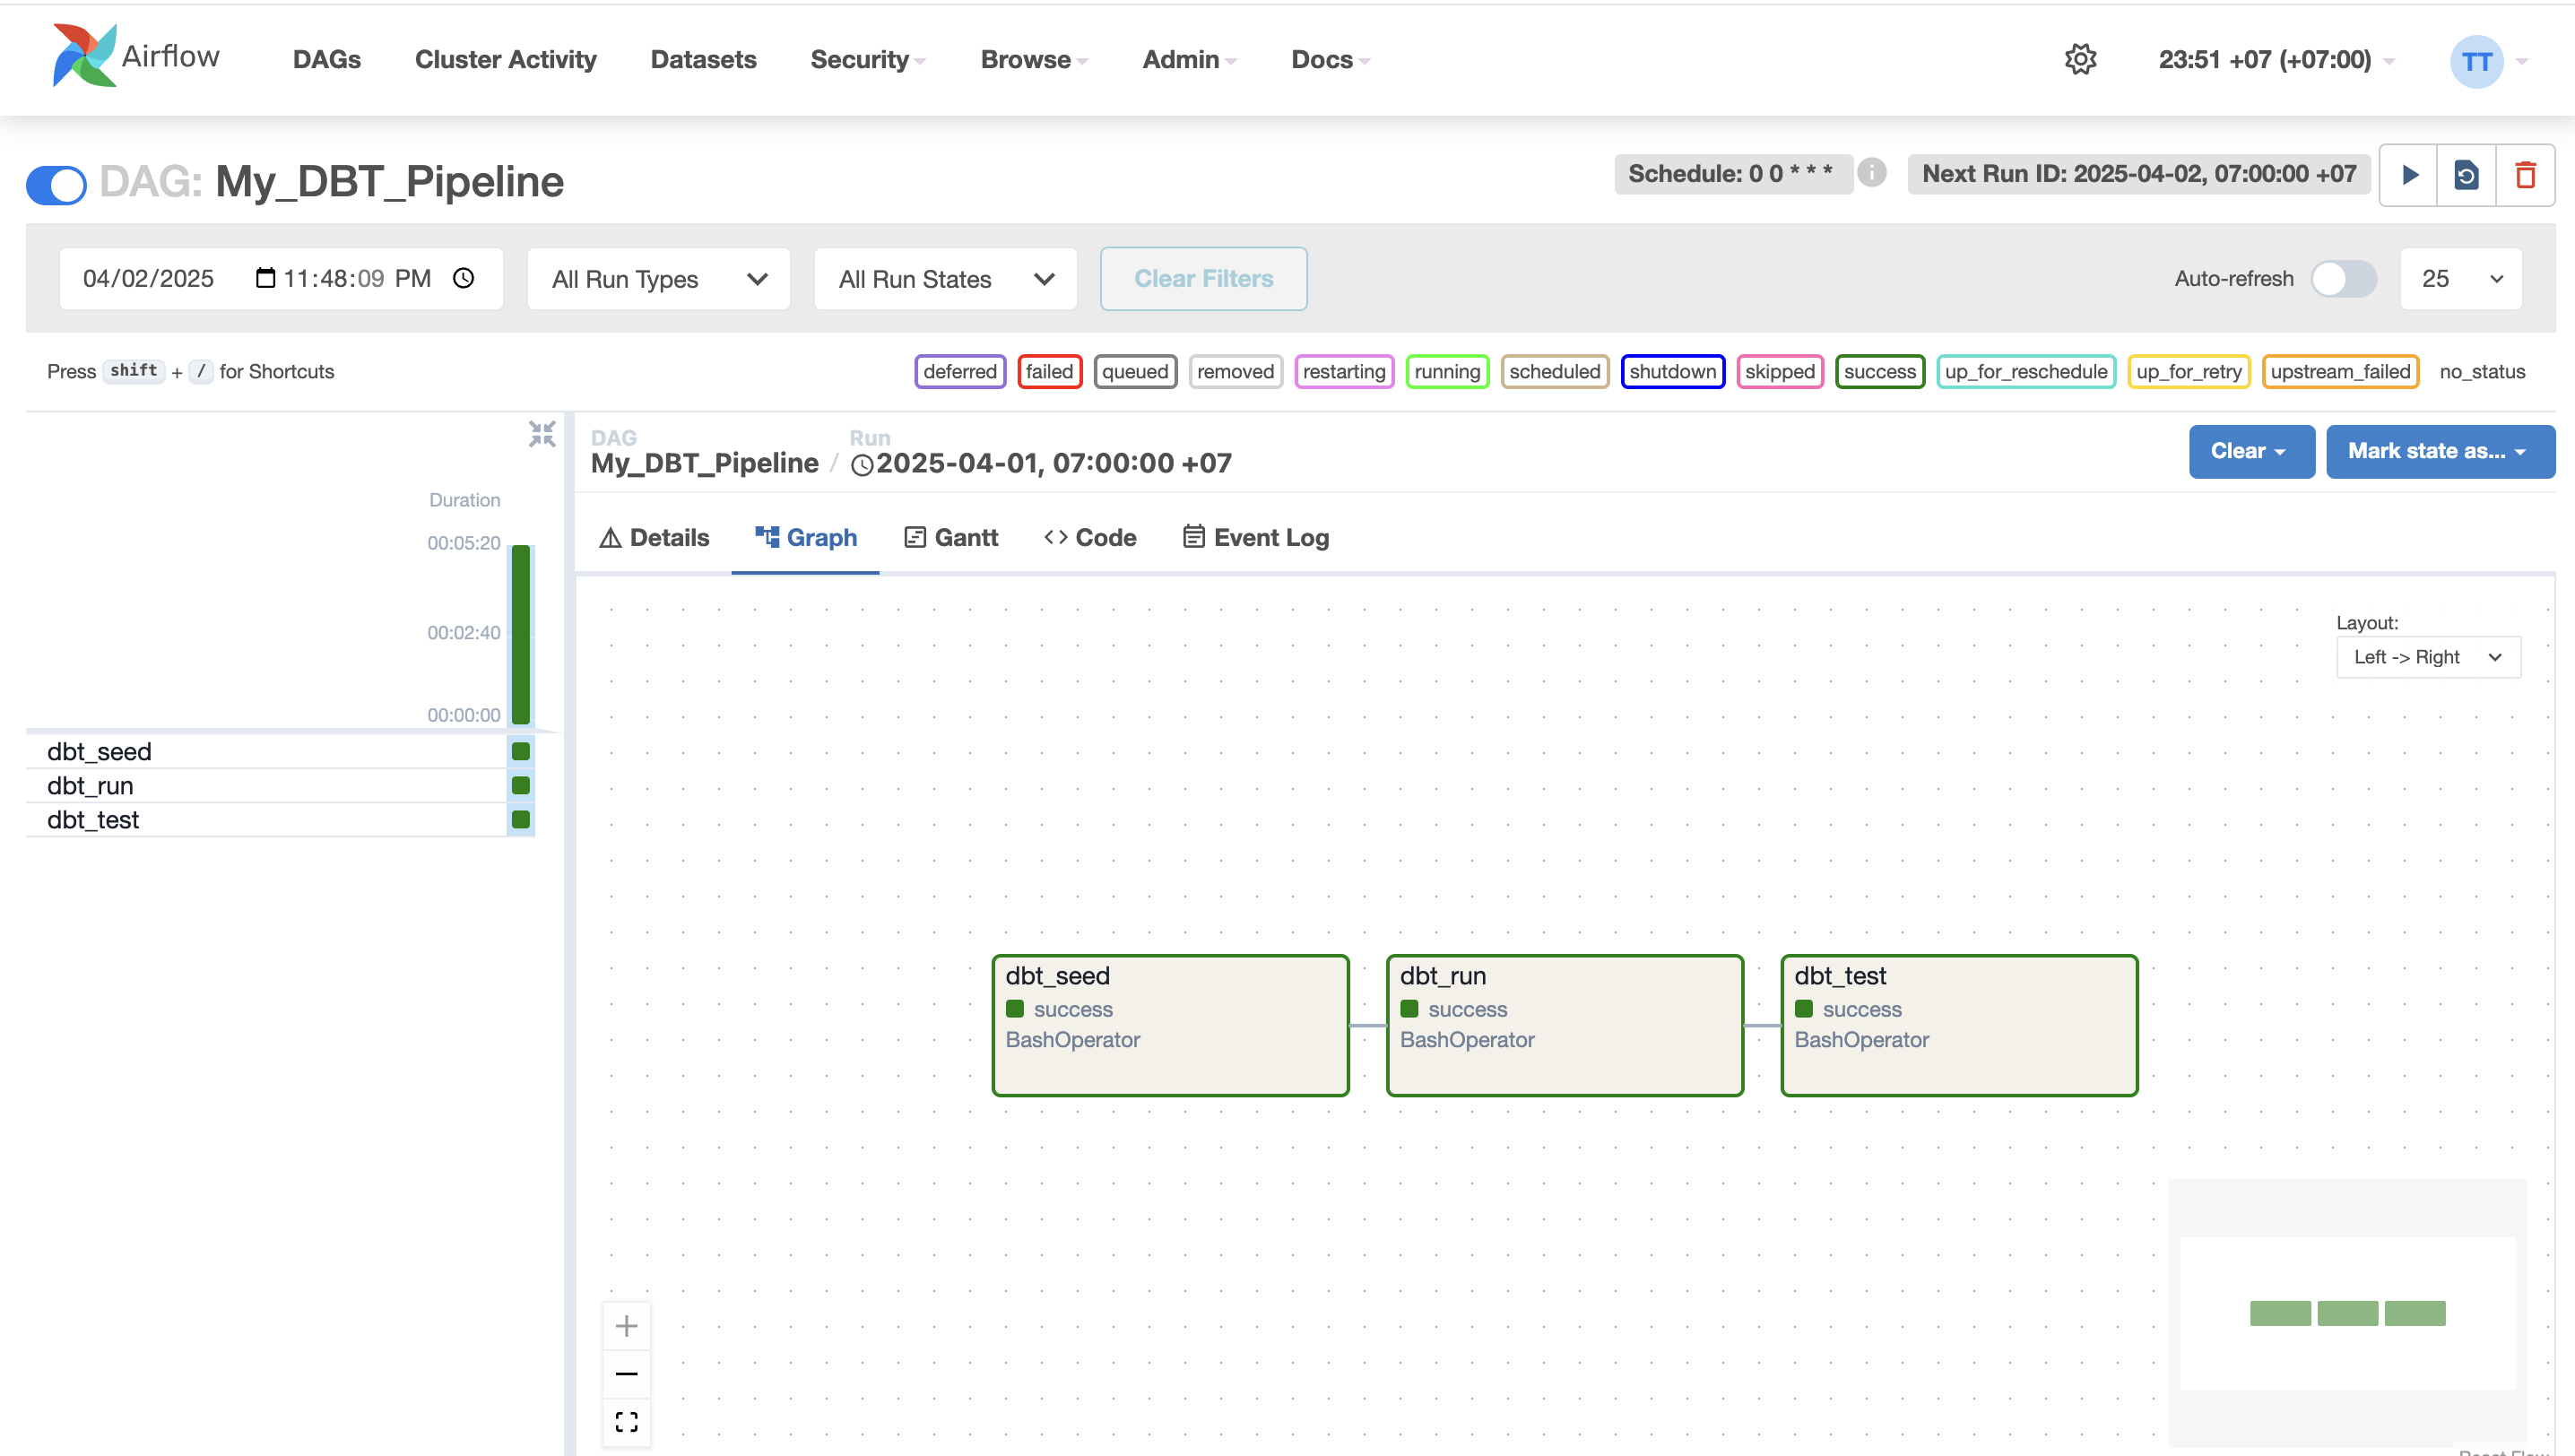 Airflow DAGs Cluster Activity Datasets Security Browse Admin Docs 23:51 +07 (+07:00) TT
DAG: My_DBT_Pipeline
Schedule: 0 0 * * * Next Run ID: 2025-04-02, 07:00:00 +07
04/02/2025 11:48:09 PM All Run Types All Run States Clear Filters Auto-refresh 25
Press shift + / for Shortcuts
deferred failed queued removed restarting running scheduled shutdown skipped success up_for_reschedule up_for_retry upstream_failed no_status
Duration
00:05:20
00:02:40
00:00:00
dbt_seed
dbt_run
dbt_test
DAG Run
My_DBT_Pipeline / 2025-04-01, 07:00:00 +07
Clear Mark state as...
Details Graph Gantt Code Event Log
Layout:
Left -> Right
dbt_seed
success
BashOperator
dbt_run
success
BashOperator
dbt_test
success
BashOperator